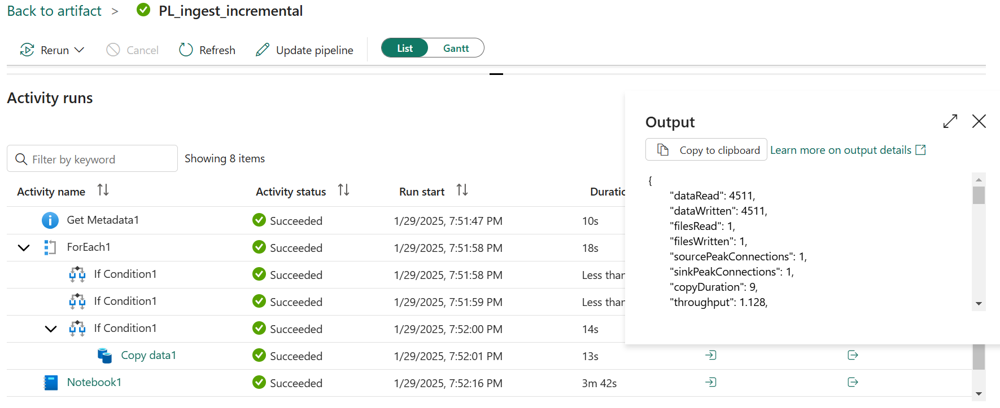 Back to artifact > PL_ingest_incremental
Rerun Cancel Refresh Update pipeline List Gantt
Activity runs
Filter by keyword Showing 8 items
Activity name Activity status Run start Duratio
Get Metadata1 Succeeded 1/29/2025, 7:51:47 PM 10s
ForEach1 Succeeded 1/29/2025, 7:51:58 PM 18s
If Condition1 Succeeded 1/29/2025, 7:51:58 PM Less than
If Condition1 Succeeded 1/29/2025, 7:51:59 PM Less than
If Condition1 Succeeded 1/29/2025, 7:52:00 PM 14s
Copy data1 Succeeded 1/29/2025, 7:52:01 PM 13s
Notebook1 Succeeded 1/29/2025, 7:52:16 PM 3m 42s
Output
Copy to clipboard Learn more on output details
{
"dataRead": 4511,
"dataWritten": 4511,
"filesRead": 1,
"filesWritten": 1,
"sourcePeakConnections": 1,
"sinkPeakConnections": 1,
"copyDuration": 9,
"throughput": 1.128,